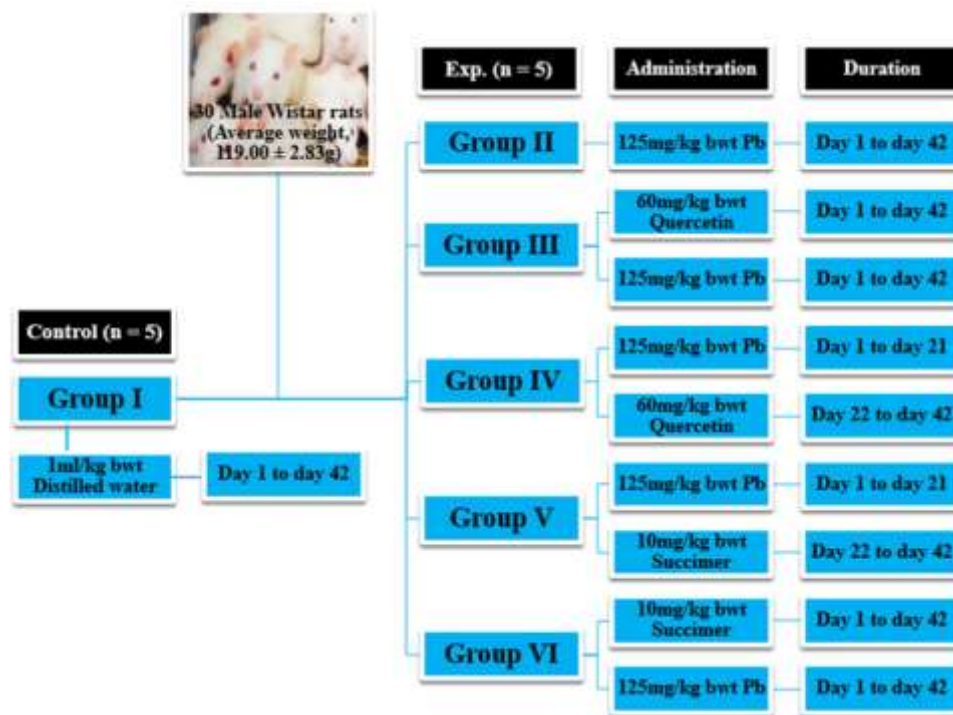 30 Male Wistar rats
(Average weight,
119.00 ± 2.83g)
Control (n = 5)
Group I
1ml/kg bwt
Distilled water
Day 1 to day 42
Exp. (n = 5)
Administration
Duration
Group II
125mg/kg bwt Pb
Day 1 to day 42
Group III
60mg/kg bwt
Quercetin
Day 1 to day 42
125mg/kg bwt Pb
Day 1 to day 42
Group IV
125mg/kg bwt Pb
Day 1 to day 21
60mg/kg bwt
Quercetin
Day 22 to day 42
Group V
125mg/kg bwt Pb
Day 1 to day 21
10mg/kg bwt
Succimer
Day 22 to day 42
Group VI
10mg/kg bwt
Succimer
Day 1 to day 42
125mg/kg bwt Pb
Day 1 to day 42